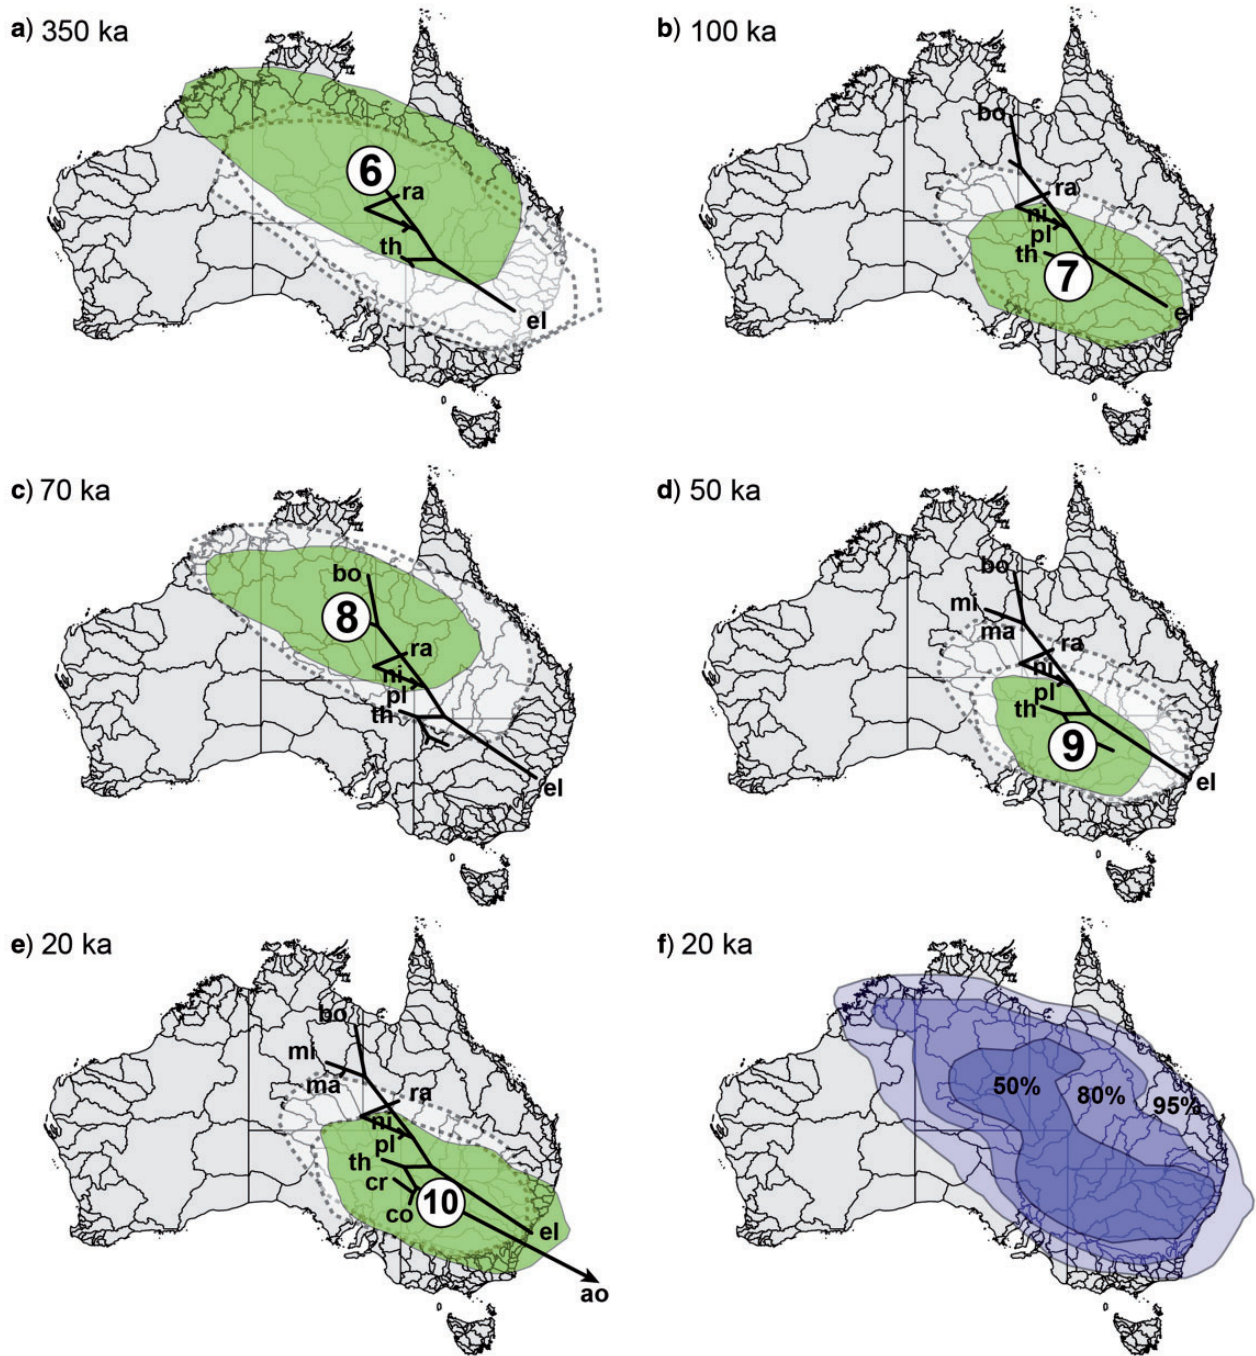 a) 350 ka
6
ra
th
el
b) 100 ka
bo
ra
ni
pl
th
7
el
c) 70 ka
bo
8
ra
ni
pl
th
el
d) 50 ka
bo
mi
ma
ra
ni
pl
th
9
el
e) 20 ka
bo
mi
ma
ra
ni
pl
th
cr
co
10
el
ao
f) 20 ka
50%
80%
95%